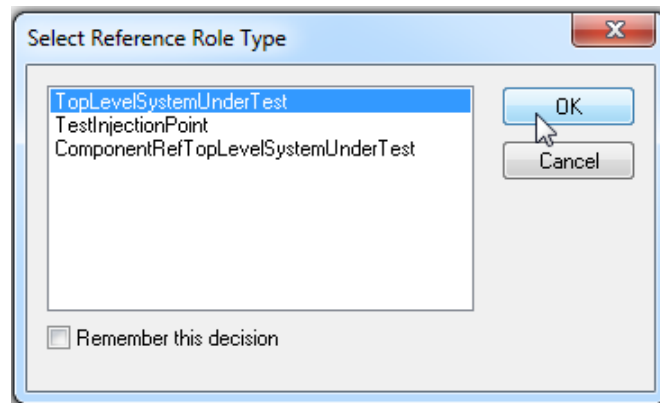 Select Reference Role Type
TopLevelSystemUnderTest
TestInjectionPoint
ComponentRefTopLevelSystemUnderTest
OK
Cancel
Remember this decision